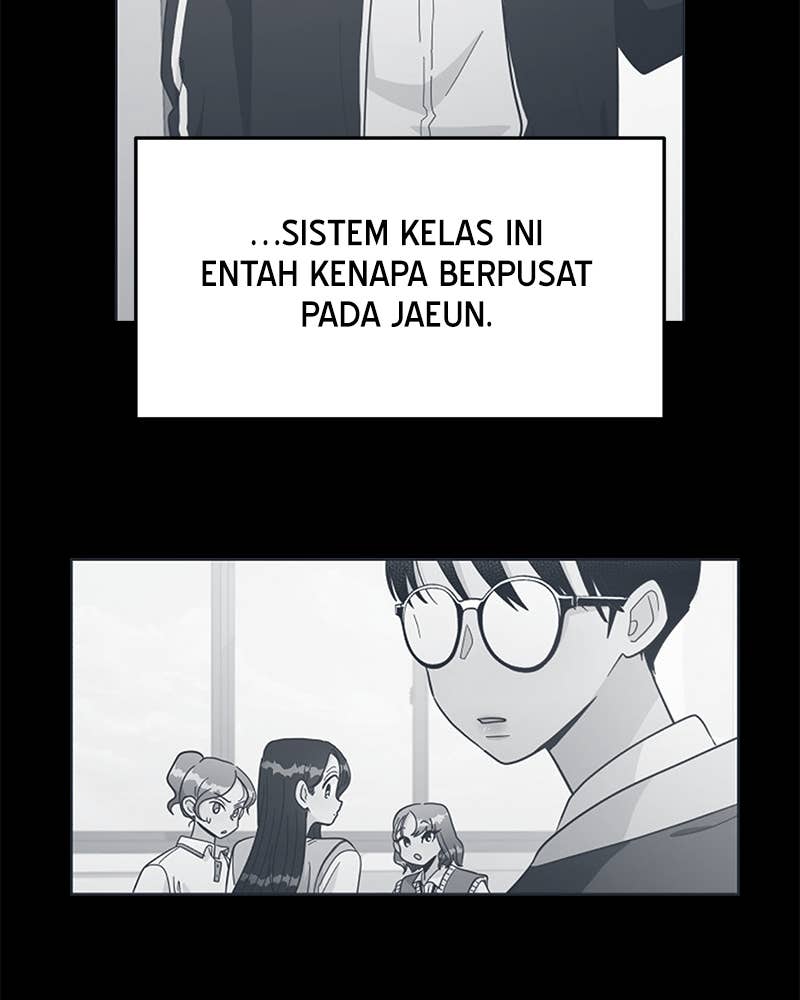 ...SISTEM KELAS INI
ENTAH KENAPA BERPUSAT
PADA JAEUN.